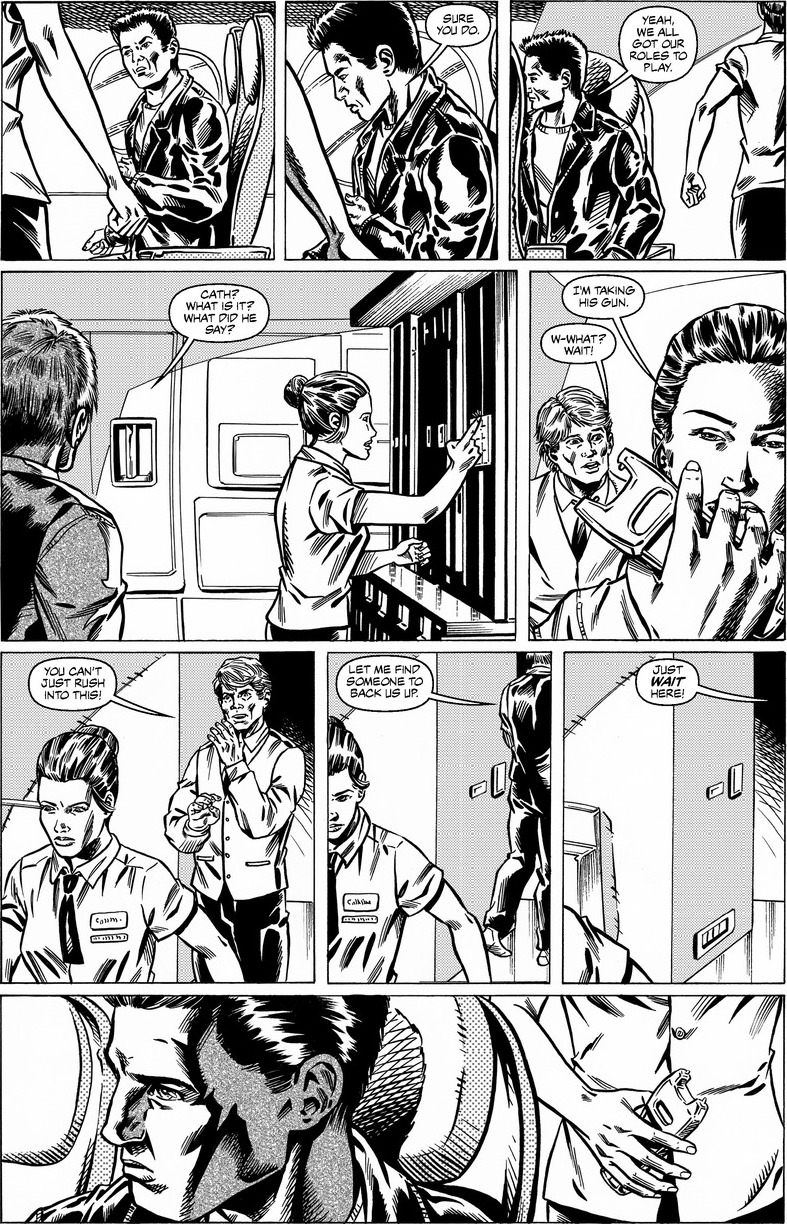 SURE
YOU DO.
YEAH,
WE ALL
GOT OUR
ROLES TO
PLAY.
CATH?
WHAT IS IT?
WHAT DID HE
SAY?
I'M TAKING
HIS GUN.
W-WHAT?
WAIT!
YOU CAN'T
JUST RUSH
INTO THIS!
LET ME FIND
SOMEONE TO
BACK US UP.
JUST
WAIT
HERE!